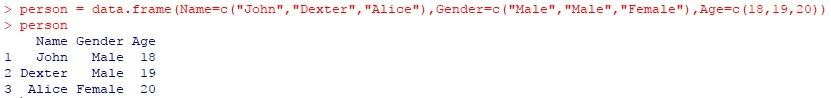 > person = data.frame(Name=c("John","Dexter","Alice"),Gender=c("Male","Male","Female"),Age=c(18,19,20))
> person
    Name Gender Age
1   John   Male  18
2 Dexter   Male  19
3  Alice Female  20